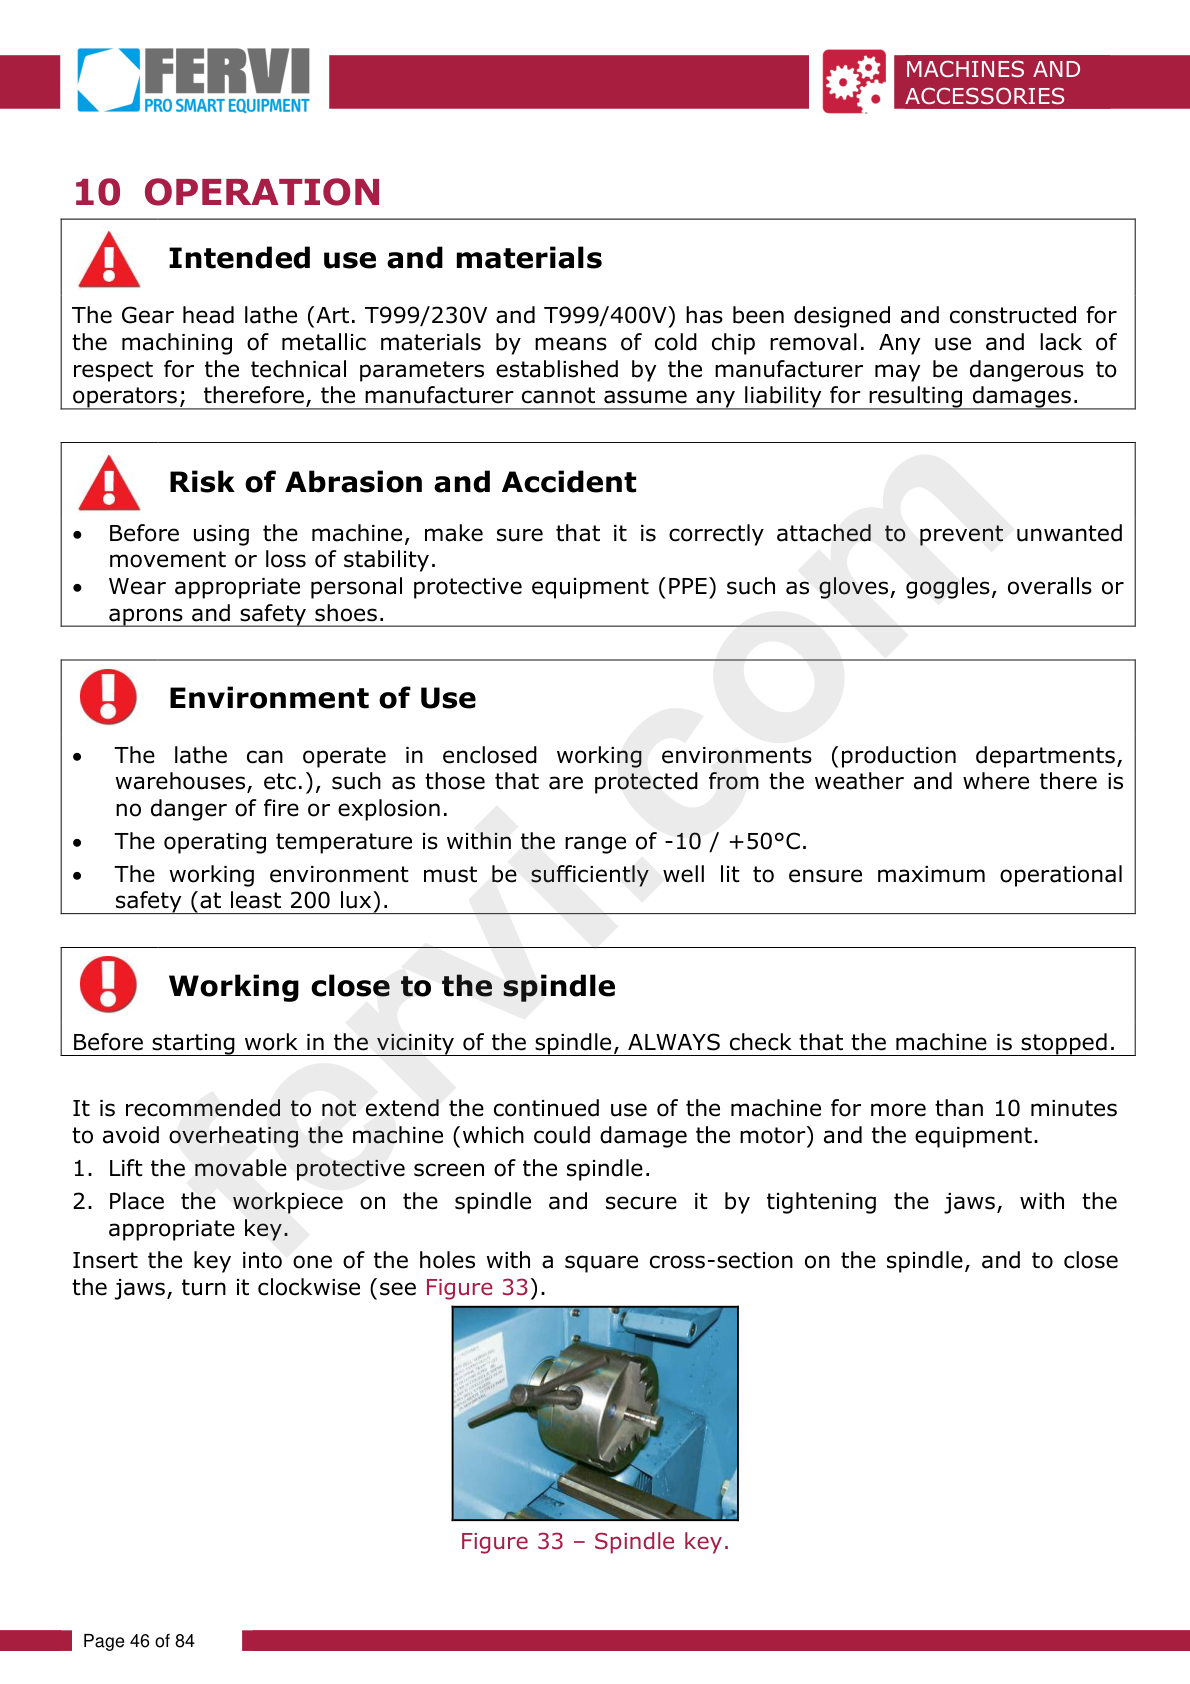 FERVI
PRO SMART EQUIPMENT
MACHINES AND
ACCESSORIES
10 OPERATION
Intended use and materials
The Gear head lathe (Art. T999/230V and T999/400V) has been designed and constructed for
the machining of metallic materials by means of cold chip removal. Any use and lack of
respect for the technical parameters established by the manufacturer may be dangerous to
operators; therefore, the manufacturer cannot assume any liability for resulting damages.
Risk of Abrasion and Accident
• Before using the machine, make sure that it is correctly attached to prevent unwanted
movement or loss of stability.
• Wear appropriate personal protective equipment (PPE) such as gloves, goggles, overalls or
aprons and safety shoes.
Environment of Use
• The lathe can operate in enclosed working environments (production departments,
warehouses, etc.), such as those that are protected from the weather and where there is
no danger of fire or explosion.
• The operating temperature is within the range of -10 / +50°C.
• The working environment must be sufficiently well lit to ensure maximum operational
safety (at least 200 lux).
Working close to the spindle
Before starting work in the vicinity of the spindle, ALWAYS check that the machine is stopped.
It is recommended to not extend the continued use of the machine for more than 10 minutes
to avoid overheating the machine (which could damage the motor) and the equipment.
1. Lift the movable protective screen of the spindle.
2. Place the workpiece on the spindle and secure it by tightening the jaws, with the
appropriate key.
Insert the key into one of the holes with a square cross-section on the spindle, and to close
the jaws, turn it clockwise (see Figure 33).
Figure 33 – Spindle key.
Page 46 of 84
fervi.com